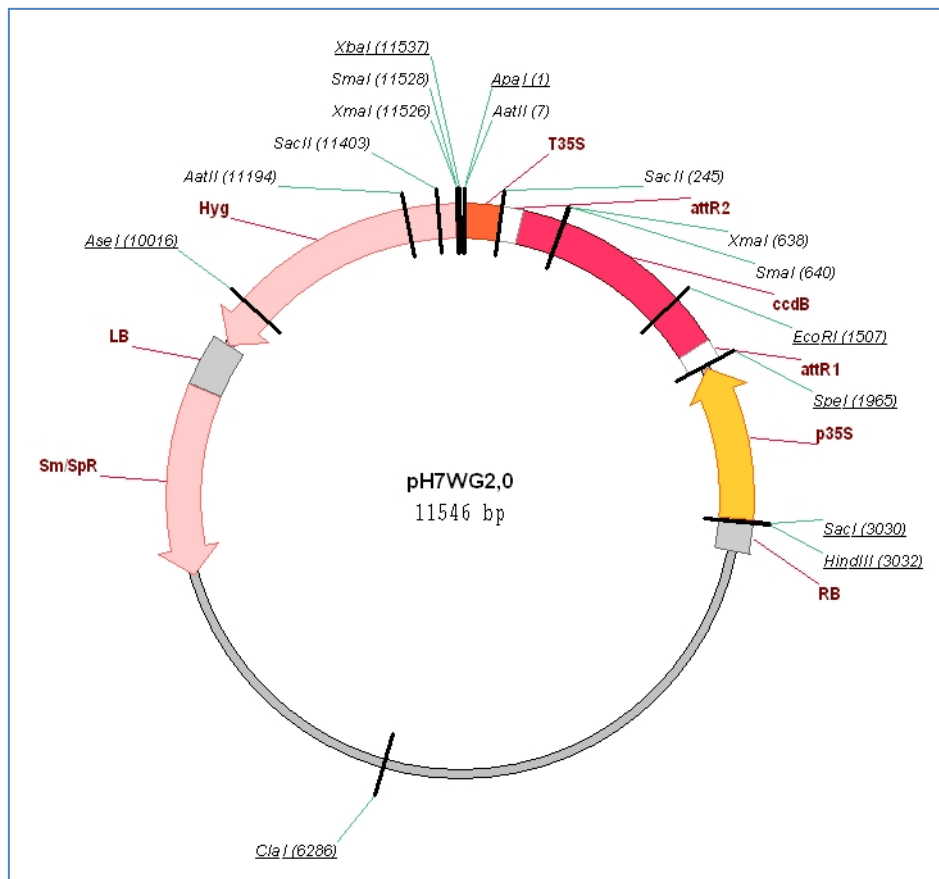 XbaI (11537)
SmaI (11528)
ApaI (1)
XmaI (11526)
AatII (7)
T35S
SacII (11403)
SacII (245)
AatII (11194)
attR2
Hyg
XmaI (638)
AseI (10016)
SmaI (640)
ccdB
LB
EcoRI (1507)
attR1
SpeI (1965)
p35S
Sm/SpR
pH7WG2,0
11546 bp
SacI (3030)
HindIII (3032)
RB
ClaI (6286)